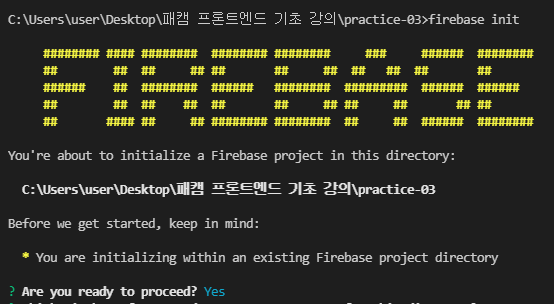 C:\Users\user\Desktop\패캠 프론트엔드 기초 강의\practice-03>firebase init
FIREBASE
You're about to initialize a Firebase project in this directory:
C:\Users\user\Desktop\패캠 프론트엔드 기초 강의\practice-03
Before we get started, keep in mind:
* You are initializing within an existing Firebase project directory
? Are you ready to proceed? Yes